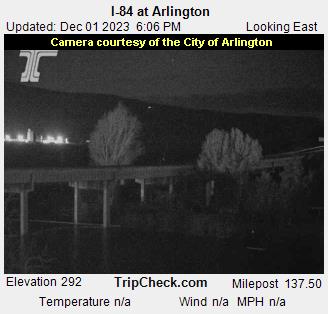 I-84 at Arlington
Updated: Dec 01 2023 6:06 PM Looking East
Camera courtesy of the City of Arlington
Elevation 292 TripCheck.com Milepost 137.50
Temperature n/a Wind n/a MPH n/a